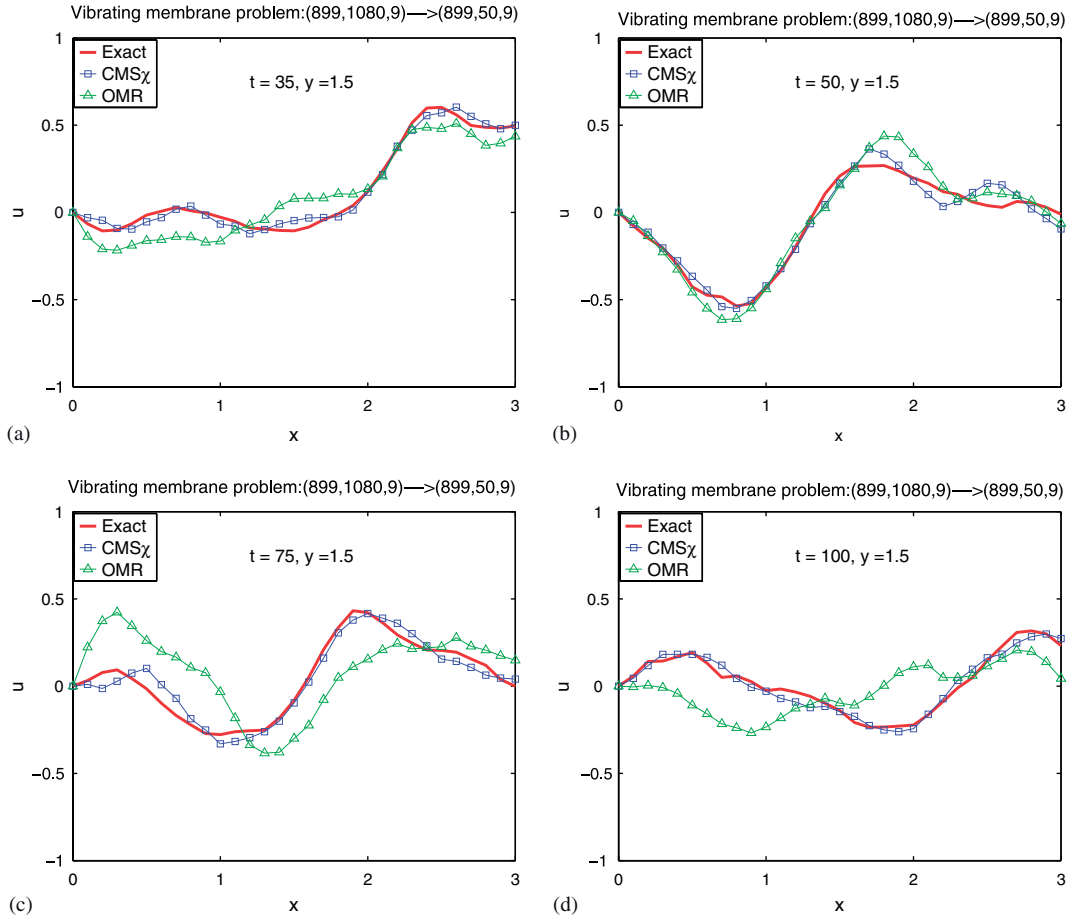 Vibrating membrane problem:(899,1080,9)—>(899,50,9)
1
Exact
CMSχ
OMR
t = 35, y =1.5
0.5
u
0
−0.5
−1
0
1
2
3
(a)
x
Vibrating membrane problem:(899,1080,9)—>(899,50,9)
1
Exact
CMSχ
OMR
t = 50, y =1.5
0.5
u
0
−0.5
−1
0
1
2
3
(b)
x
Vibrating membrane problem:(899,1080,9)—>(899,50,9)
1
Exact
CMSχ
OMR
t = 75, y =1.5
0.5
u
0
−0.5
−1
0
1
2
3
(c)
x
Vibrating membrane problem:(899,1080,9)—>(899,50,9)
1
Exact
CMSχ
OMR
t = 100, y =1.5
0.5
u
0
−0.5
−1
0
1
2
3
(d)
x